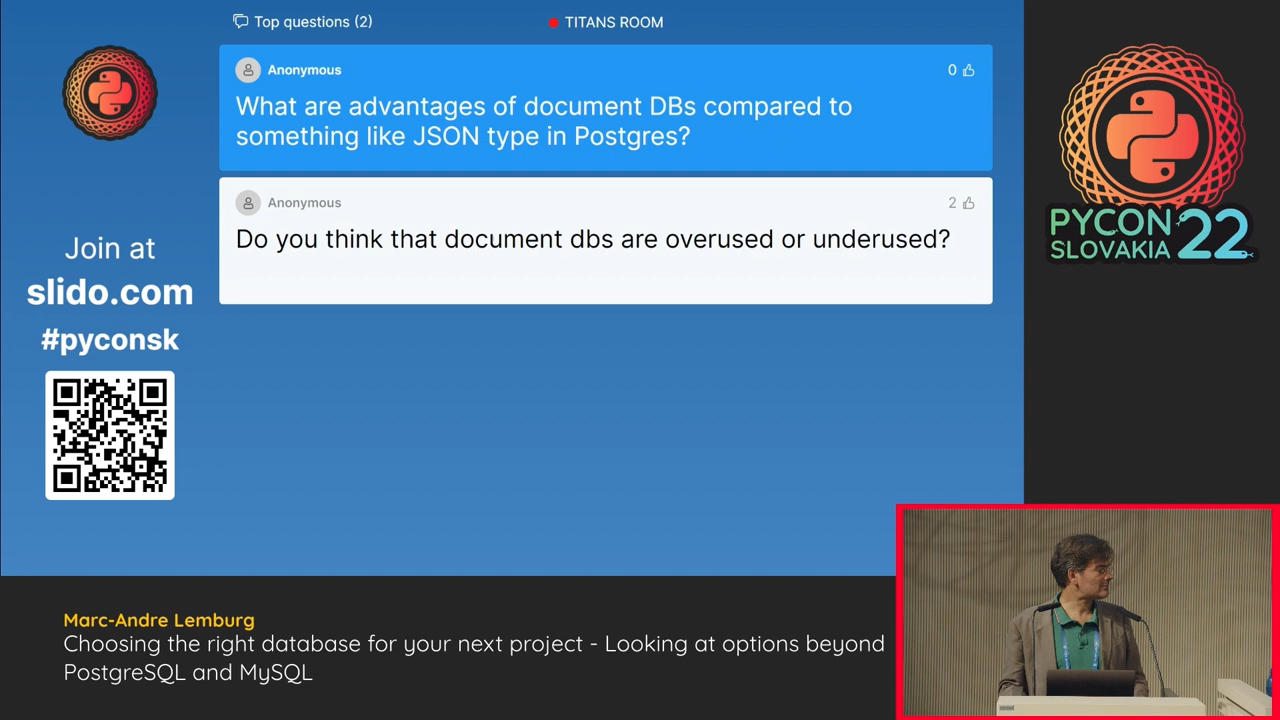 Top questions (2)
TITANS ROOM
Anonymous
0
What are advantages of document DBs compared to
something like JSON type in Postgres?
Anonymous
2
Do you think that document dbs are overused or underused?
Join at
slido.com
#pyconsk
PYCON
SLOVAKIA
22
Marc-Andre Lemburg
Choosing the right database for your next project - Looking at options beyond
PostgreSQL and MySQL